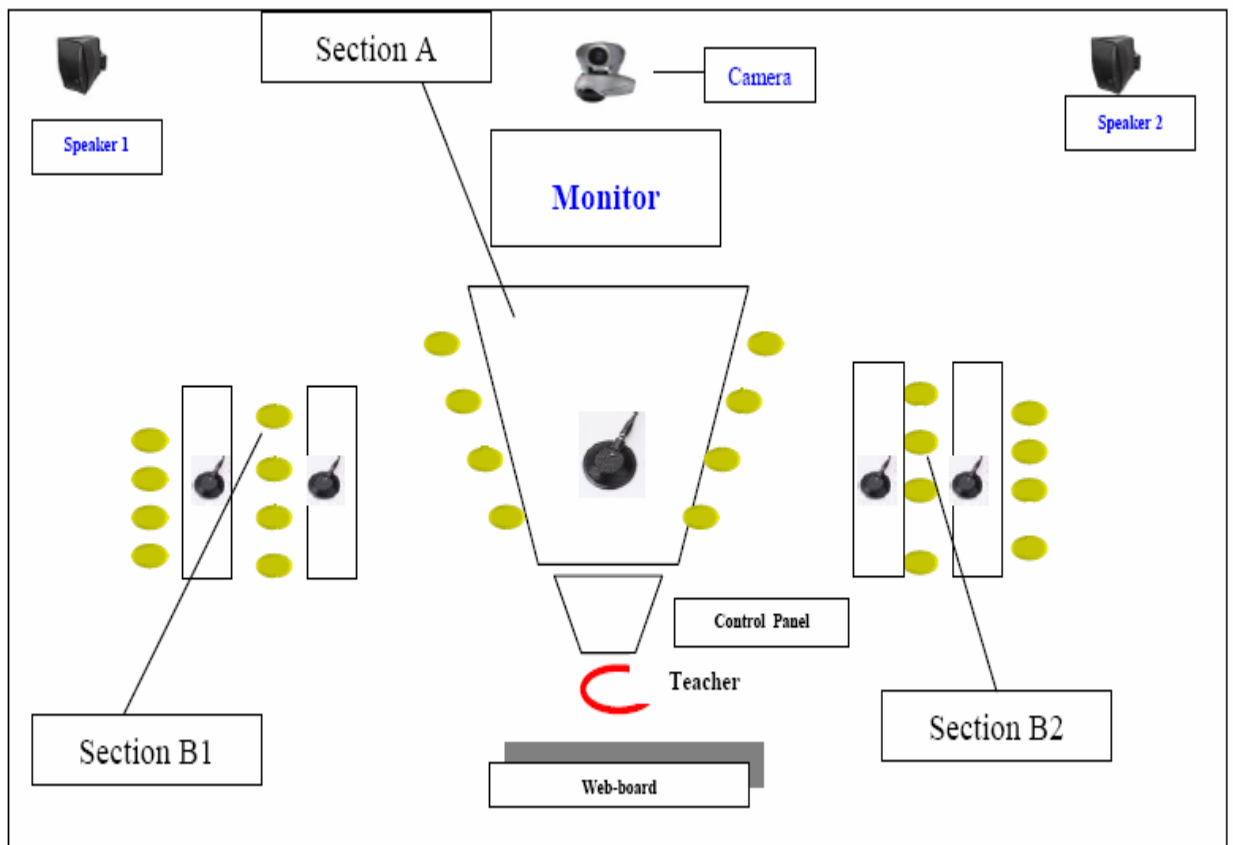 Section A
Camera
Speaker 1
Speaker 2
Monitor
Control Panel
Teacher
Section B1
Section B2
Web-board